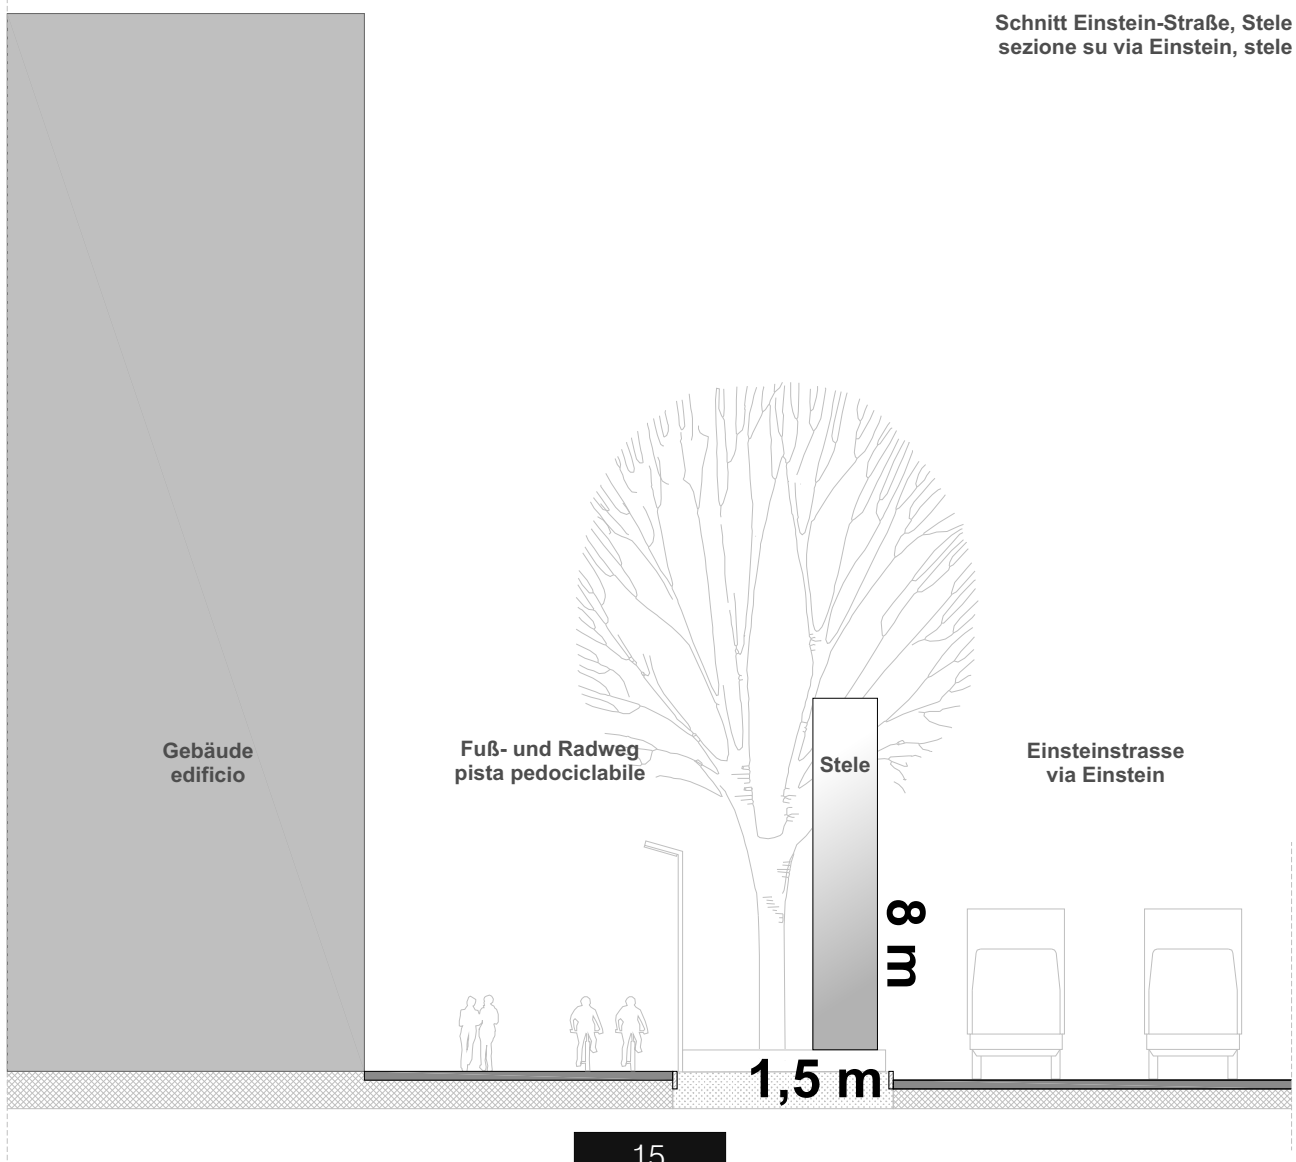 Schnitt Einstein-Straße, Stele
sezione su via Einstein, stele
Gebäude
edificio
Fuß- und Radweg
pista pedociclabile
Stele
Einsteinstrasse
via Einstein
8 m
1,5 m
15